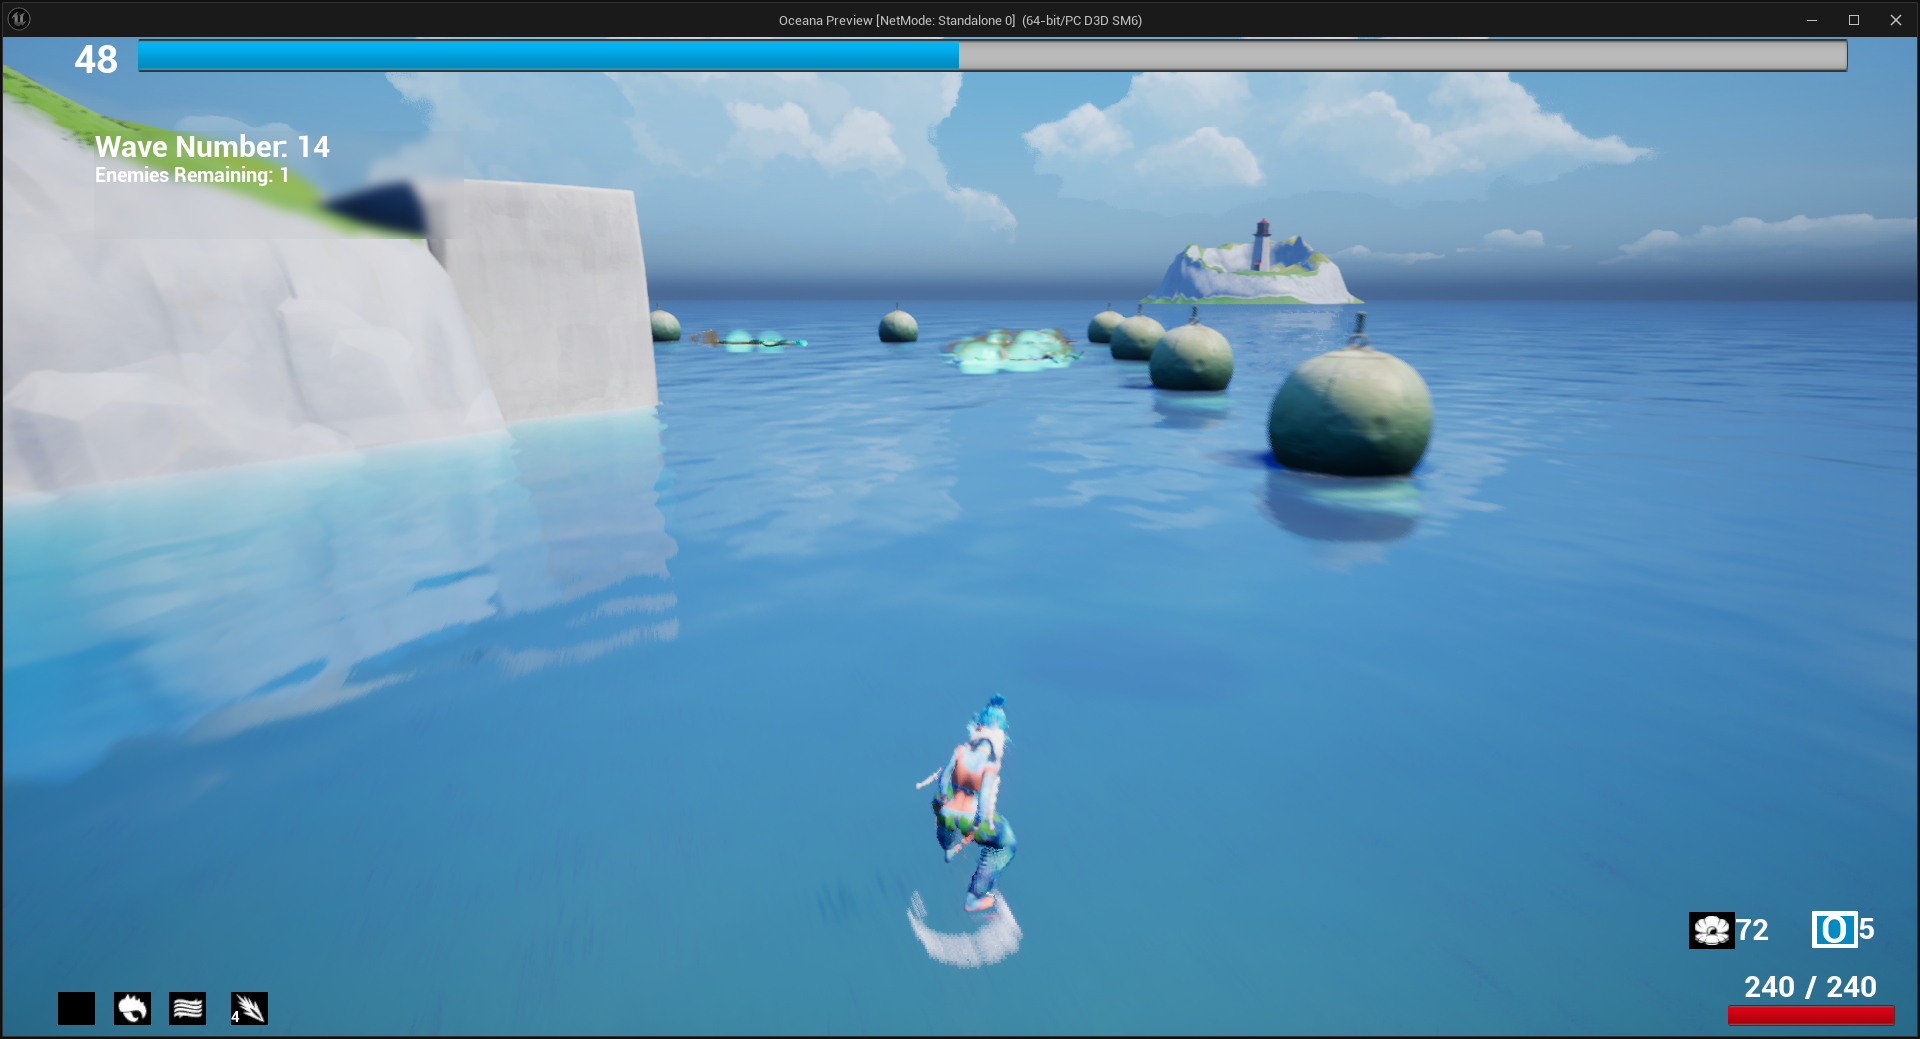 Oceana Preview [NetMode: Standalone 0] (64-bit/PC D3D SM6)
48
Wave Number: 14
Enemies Remaining: 1
72
O 5
240 / 240
4